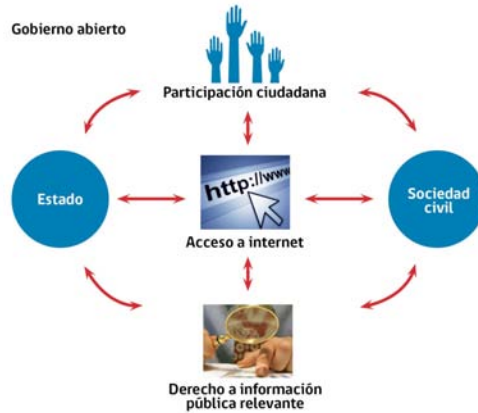 Gobierno abierto
Participación ciudadana
Estado
http://www
Sociedad
civil
Acceso a internet
Derecho a información
pública relevante